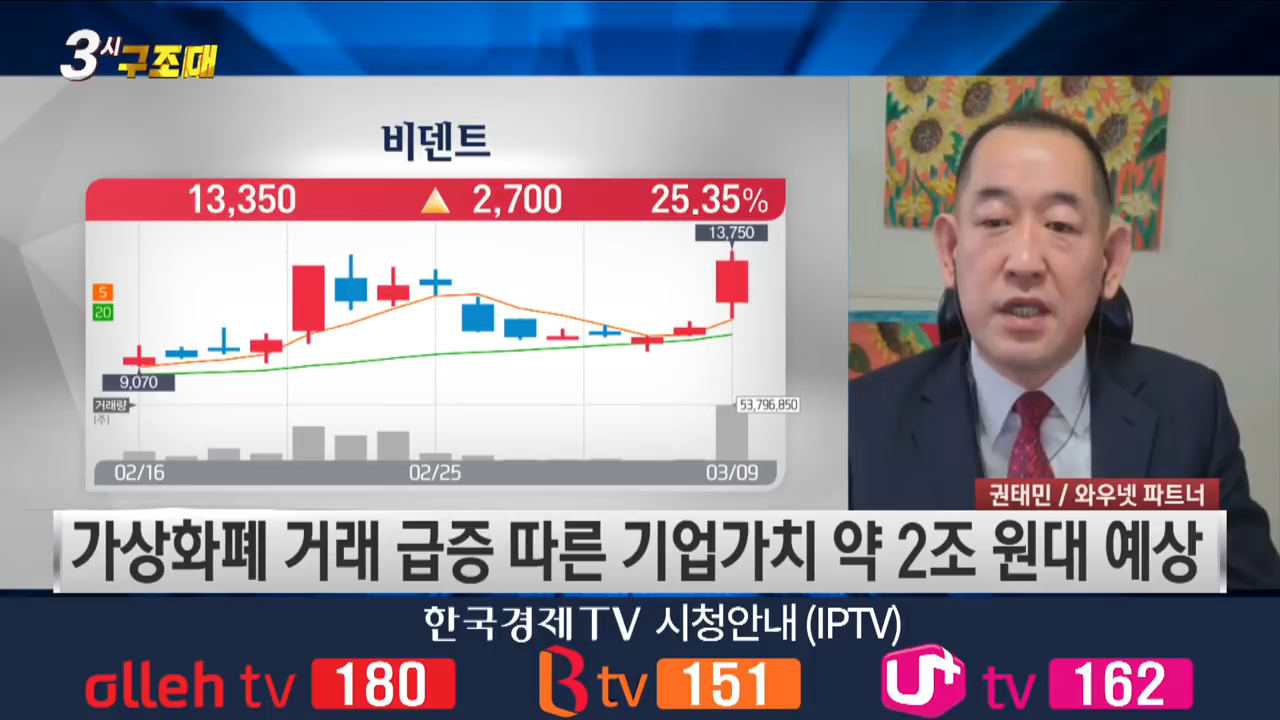 3시 구조대
비덴트
13,350 ▲ 2,700 25.35%
13,750
5
20
9,070
거래량
(주)
53,796,850
02/16 02/25 03/09
권태민 / 와우넷 파트너
가상화폐 거래 급증 따른 기업가치 약 2조 원대 예상
한국경제TV 시청안내 (IPTV)
olleh tv 180 B tv 151 U+ tv 162